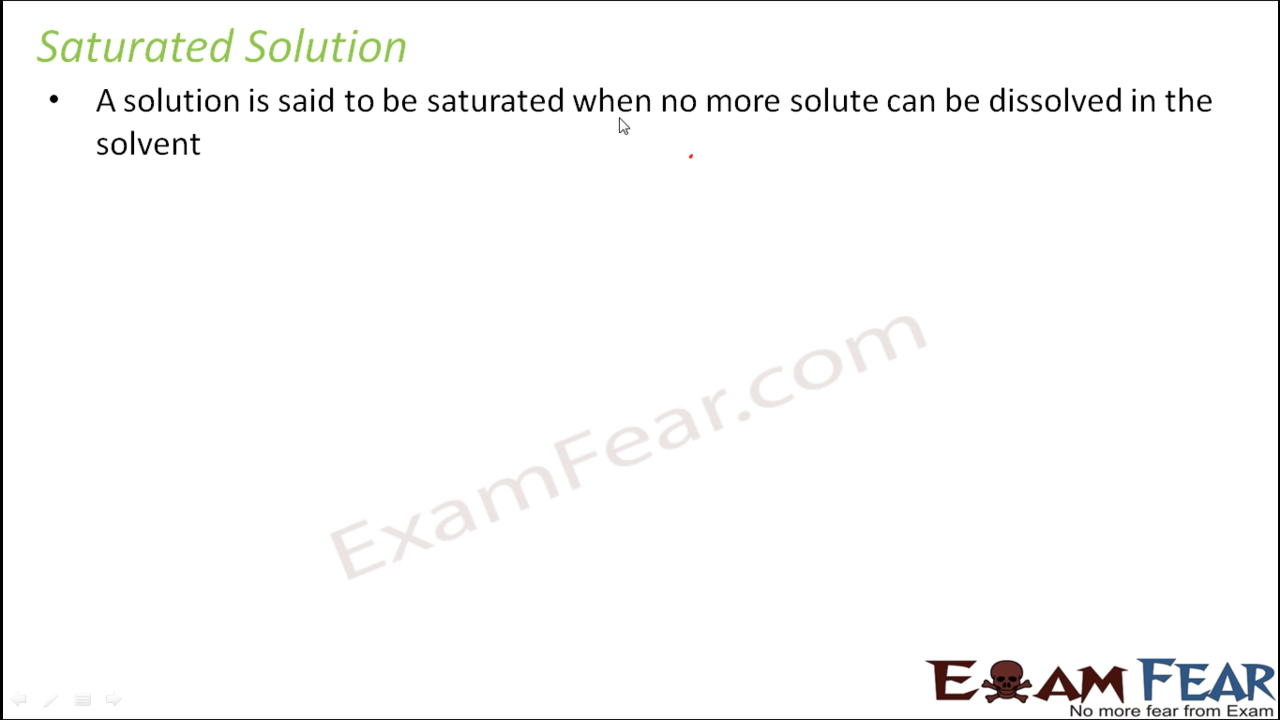 Saturated Solution
• A solution is said to be saturated when no more solute can be dissolved in the
solvent
ExamFear.com
EXAM FEAR
No more fear from Exam